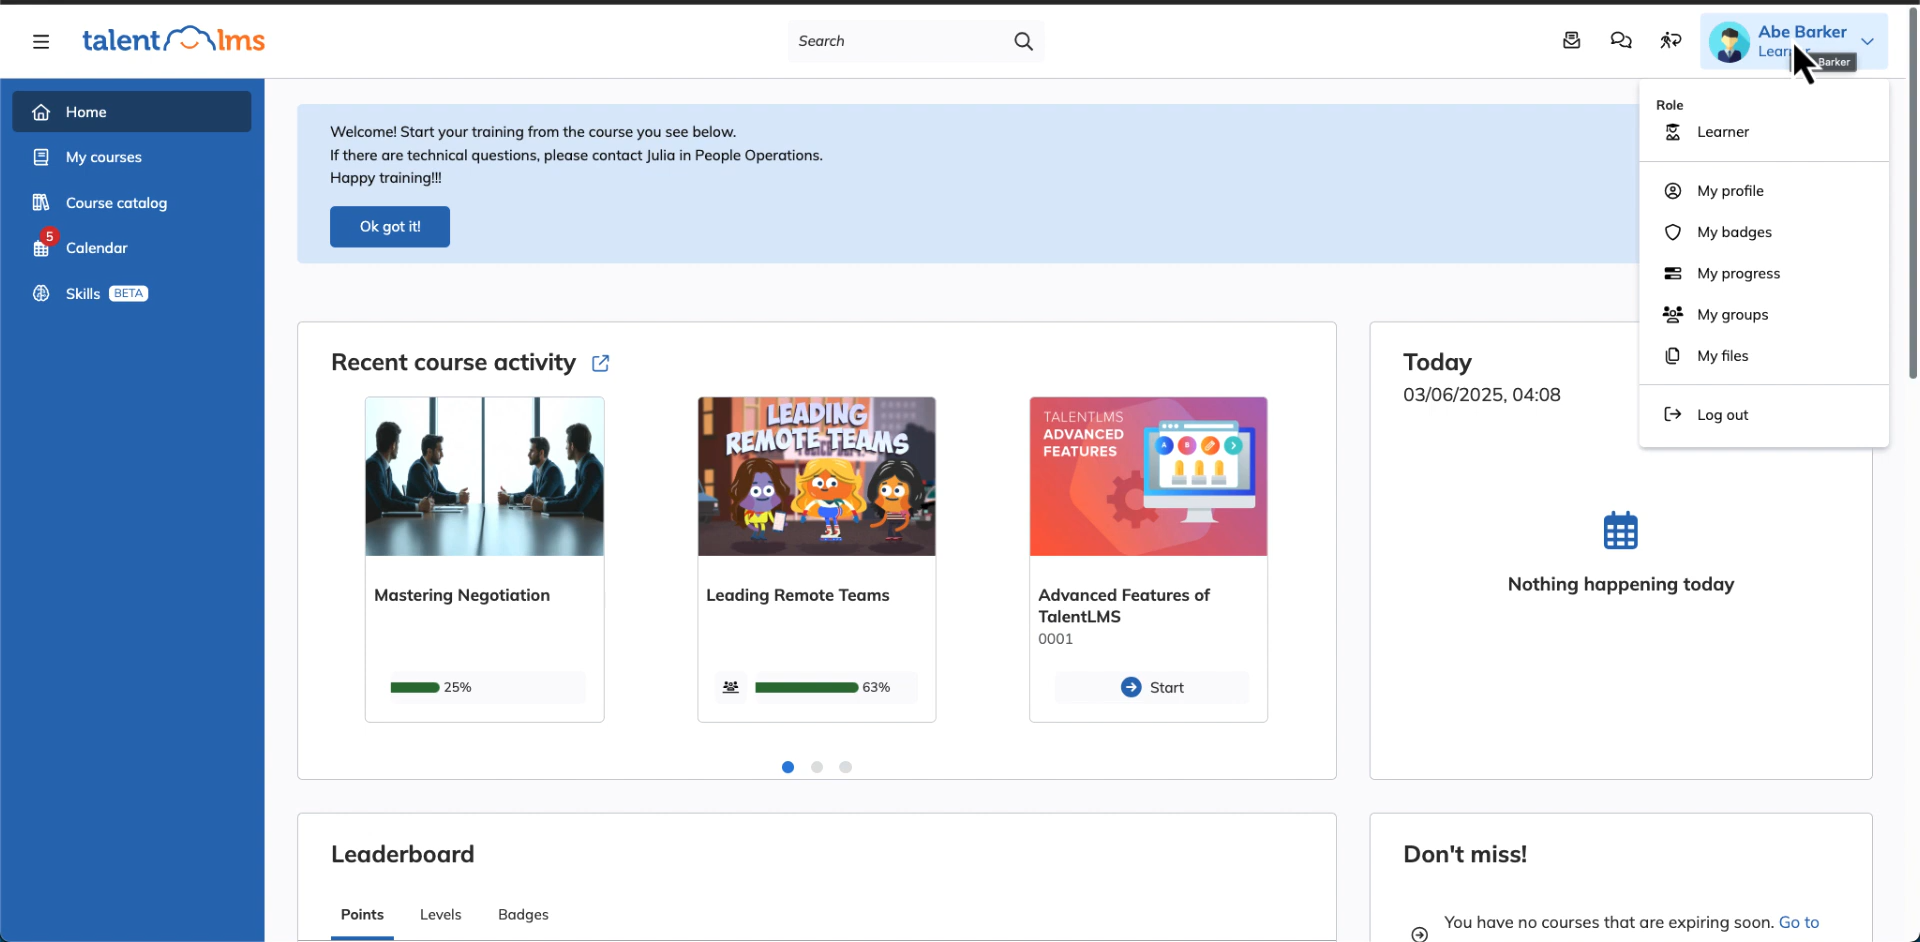 talentlms
Search
Abe Barker
Barker
Home
My courses
Course catalog
5
Calendar
Skills BETA
Welcome! Start your training from the course you see below.
If there are technical questions, please contact Julia in People Operations.
Happy training!!!
Ok got it!
Role
Learner
My profile
My badges
My progress
My groups
My files
Log out
Recent course activity
LEADING
REMOTE TEAMS
TALENTLMS
ADVANCED
FEATURES
A B
Mastering Negotiation
Leading Remote Teams
Advanced Features of
TalentLMS
0001
25%
63%
Start
Today
03/06/2025, 04:08
Nothing happening today
Leaderboard
Points Levels Badges
Don't miss!
You have no courses that are expiring soon. Go to